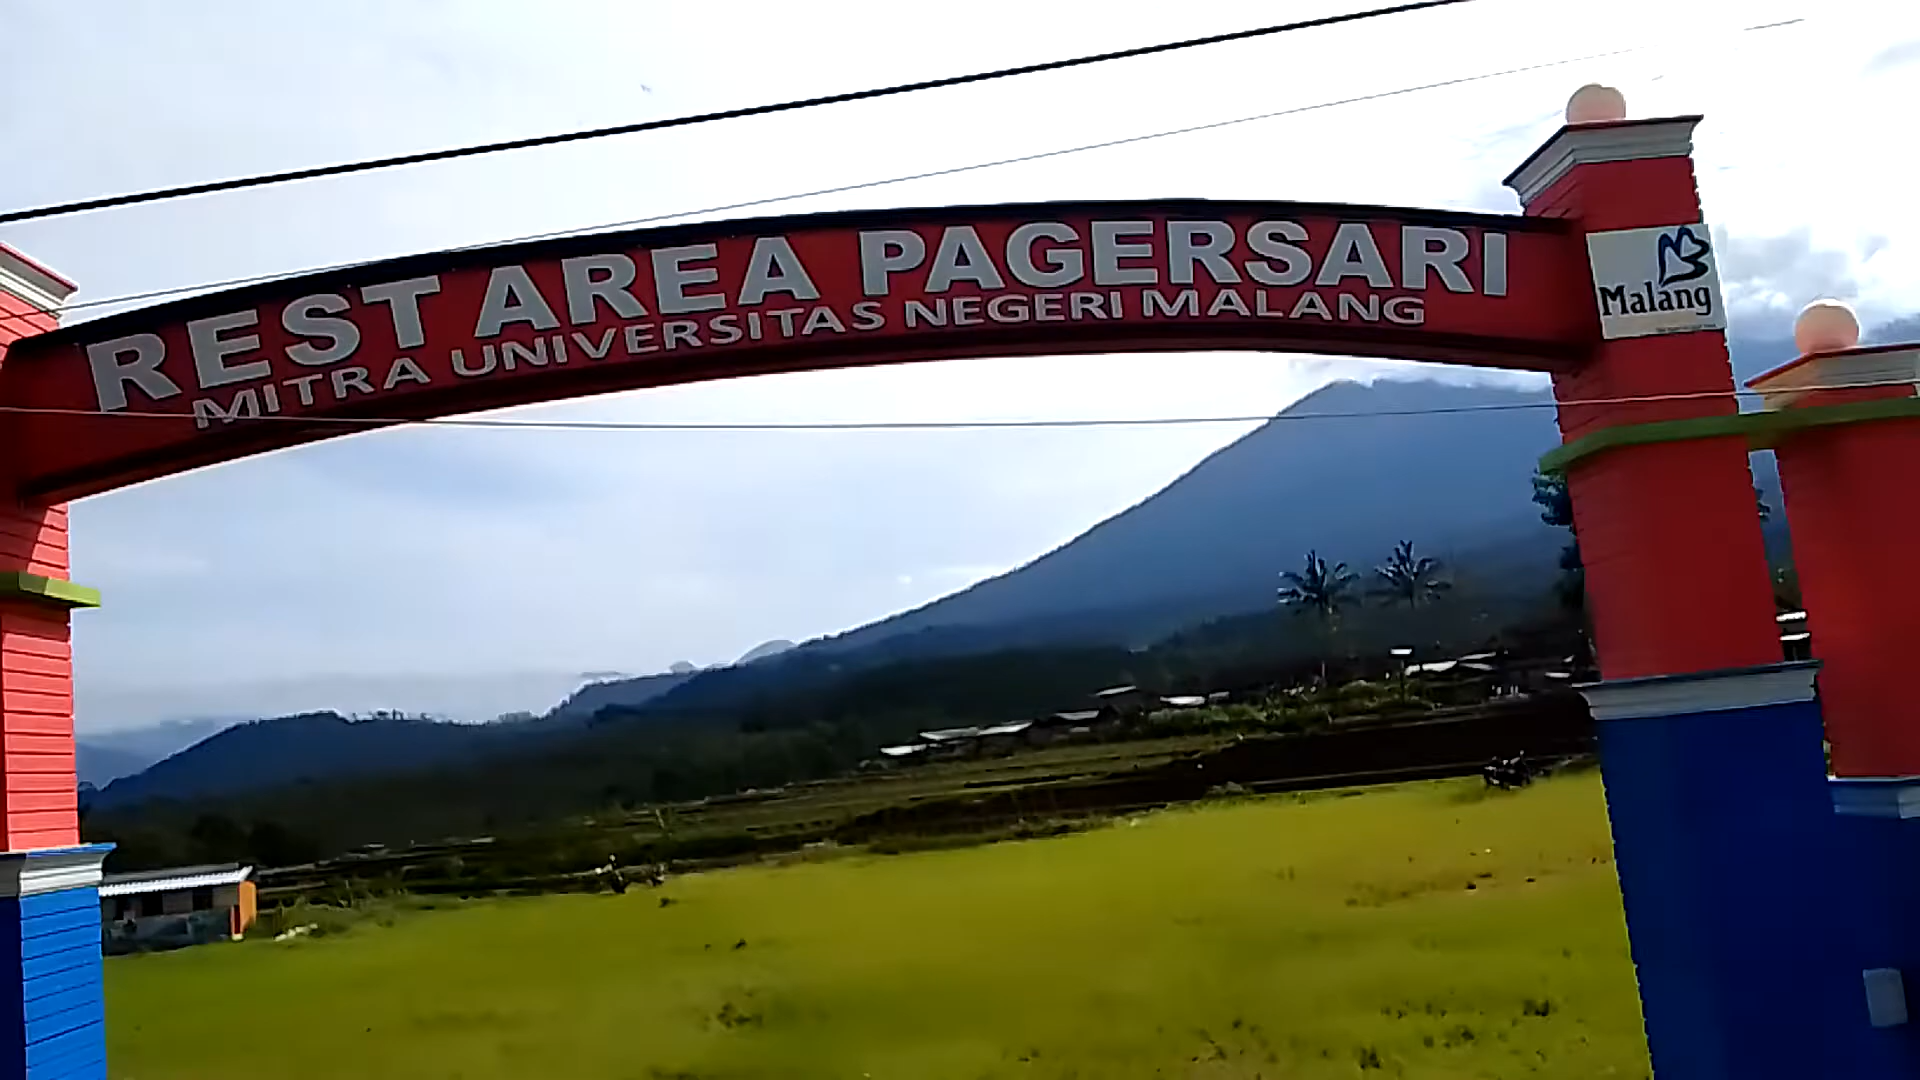 REST AREA PAGERSARI
MITRA UNIVERSITAS NEGERI MALANG
Malang